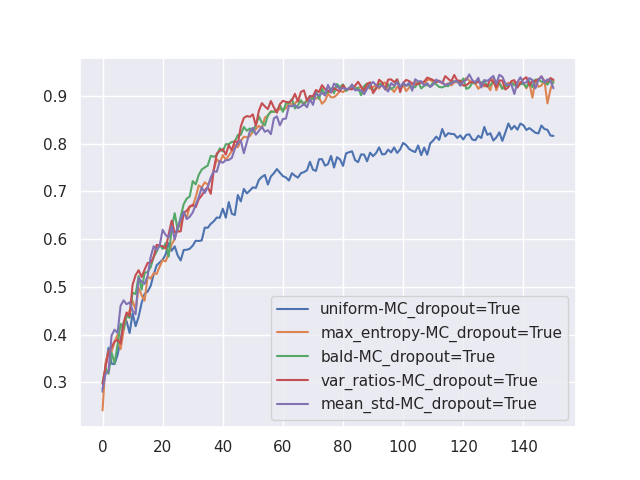 0.9
0.8
0.7
0.6
0.5
0.4
0.3
uniform-MC_dropout=True
max_entropy-MC_dropout=True
bald-MC_dropout=True
var_ratios-MC_dropout=True
mean_std-MC_dropout=True
0 20 40 60 80 100 120 140